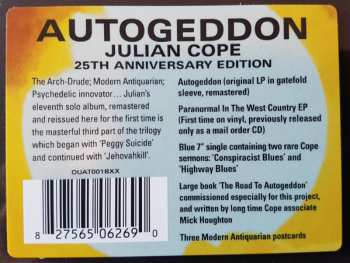 AUTOGEDDON
JULIAN COPE
25TH ANNIVERSARY EDITION
The Arch-Drude; Modern Antiquarian;
Psychedelic innovator... Julian's
eleventh solo album, remastered
and reissued here for the first time is
the masterful third part of the trilogy
which began with 'Peggy Suicide'
and continued with 'Jehovahkill'.
OUAT001BXX
8 27565 06269 0
Autogeddon (original LP in gatefold
sleeve, remastered)
Paranormal In The West Country EP
(First time on vinyl, previously released
only as a mail order CD)
Blue 7" single containing two rare Cope
sermons: 'Conspiracist Blues' and
'Highway Blues'
Large book 'The Road To Autogeddon'
commissioned especially for this project,
and written by long time Cope associate
Mick Houghton
Three Modern Antiquarian postcards